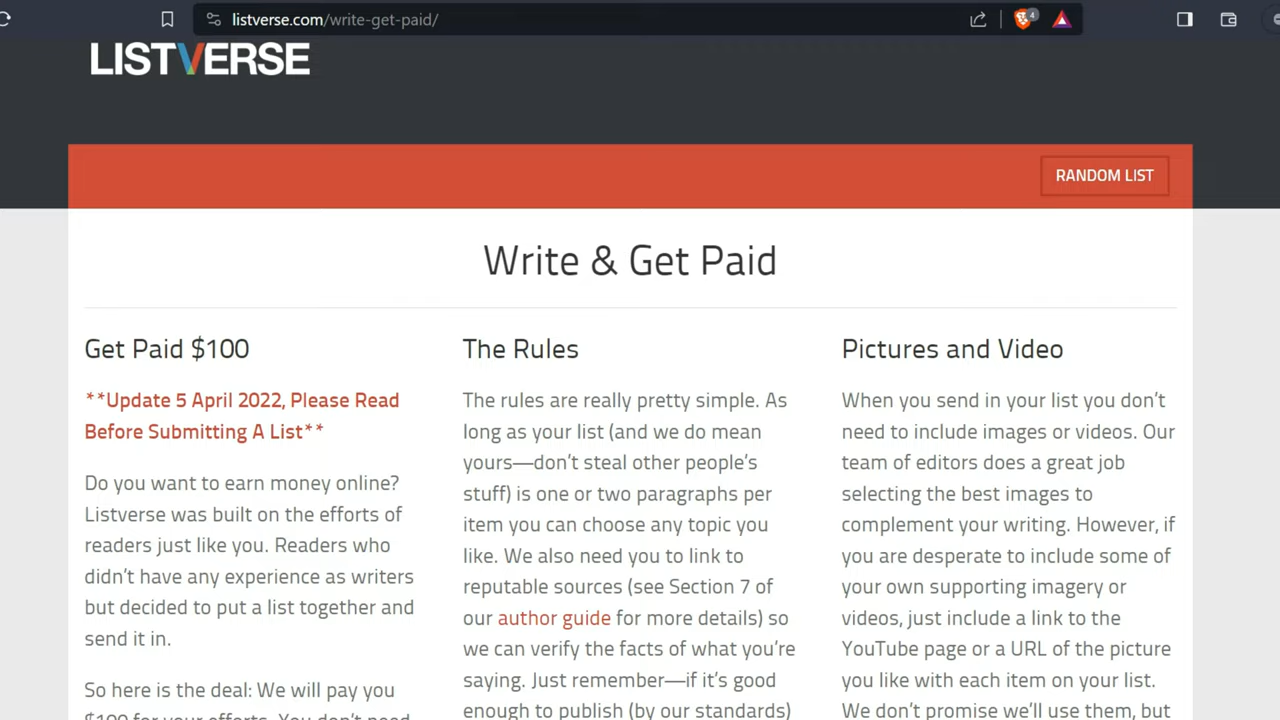 listverse.com/write-get-paid/
4
LISTVERSE
RANDOM LIST
Write & Get Paid
Get Paid $100
**Update 5 April 2022, Please Read
Before Submitting A List**
Do you want to earn money online?
Listverse was built on the efforts of
readers just like you. Readers who
didn’t have any experience as writers
but decided to put a list together and
send it in.
So here is the deal: We will pay you
$100 for your efforts. You don’t need
The Rules
The rules are really pretty simple. As
long as your list (and we do mean
yours—don’t steal other people’s
stuff) is one or two paragraphs per
item you can choose any topic you
like. We also need you to link to
reputable sources (see Section 7 of
our author guide for more details) so
we can verify the facts of what you’re
saying. Just remember—if it’s good
enough to publish (by our standards)
Pictures and Video
When you send in your list you don’t
need to include images or videos. Our
team of editors does a great job
selecting the best images to
complement your writing. However, if
you are desperate to include some of
your own supporting imagery or
videos, just include a link to the
YouTube page or a URL of the picture
you like with each item on your list.
We don’t promise we’ll use them, but